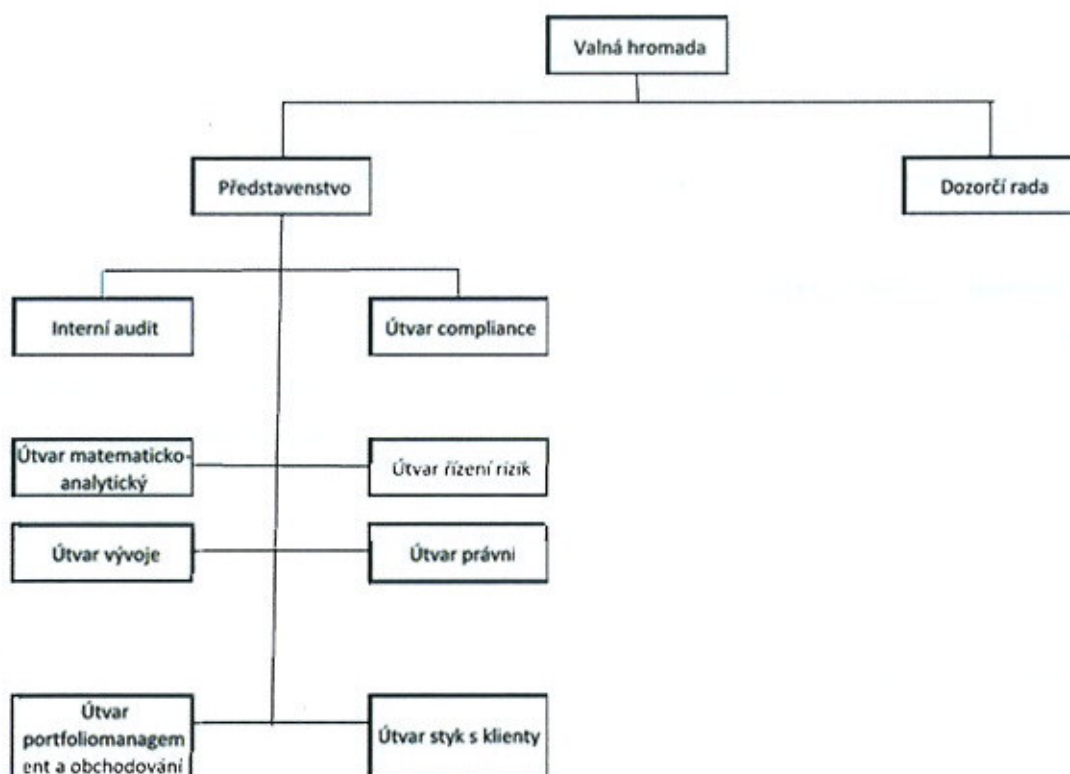 Valná hromada
Představenstvo
Dozorčí rada
Interní audit
Útvar compliance
Útvar matematicko-
analytický
Útvar řízení rizik
Útvar vývoje
Útvar právní
Útvar
portfoliomanagem
ent a obchodování
Útvar styk s klienty